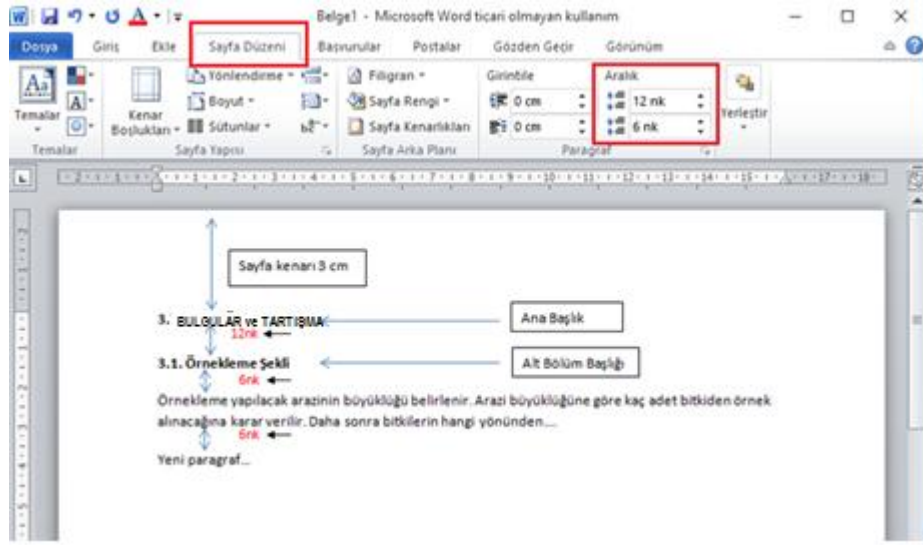 Belge1 - Microsoft Word ticari olmayan kullanım
Dosya Giriş Ekle Sayfa Düzeni Başvurular Postalar Gözden Geçir Görünüm
Temalar
Kenar Boşlukları
Yönlendirme
Boyut
Sütunlar
Filigran
Sayfa Rengi
Sayfa Kenarlıkları
Girintile
0 cm
0 cm
Aralık
12 nk
6 nk
Yerleştir
Temalar Sayfa Yapısı Sayfa Arka Planı Paragraf
Sayfa kenarı 3 cm
3. BULGULAR ve TARTIŞMA
Ana Başlık
12nk
3.1. Örnekleme Şekli
Alt Bölüm Başlığı
6nk
Örnekleme yapılacak arazinin büyüklüğü belirlenir. Arazi büyüklüğüne göre kaç adet bitkiden örnek
alınacağına karar verilir. Daha sonra bitkilerin hangi yönünden....
6nk
Yeni paragraf...